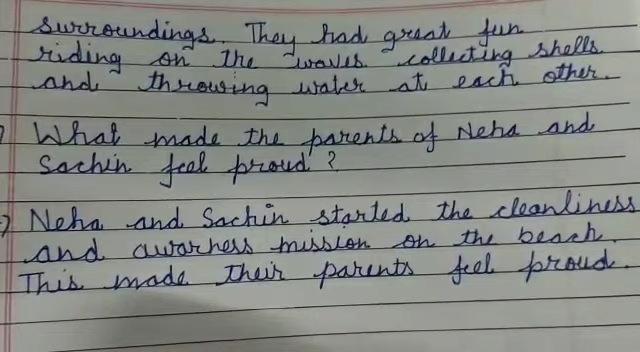 surroundings. They had great fun
riding on the waves collecting shells
and throwing water at each other.
What made the parents of Neha and
Sachin feel proud ?
Neha and Sachin started the cleanliness
and awarness mission on the beach.
This made their parents feel proud.